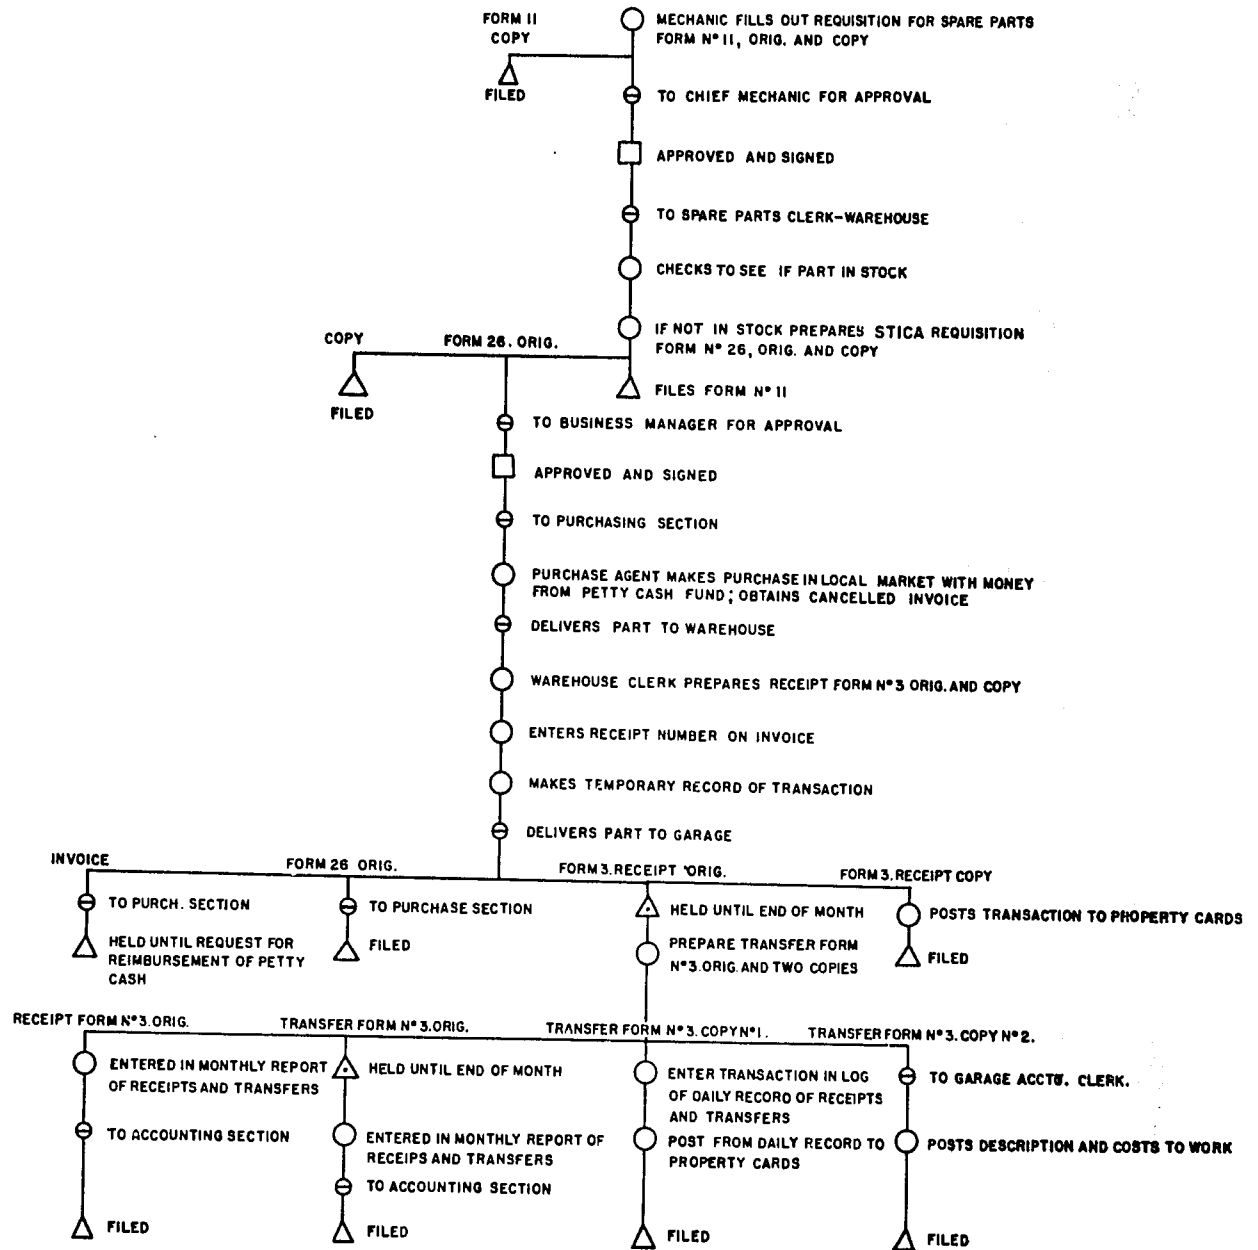 FORM 11
COPY
MECHANIC FILLS OUT REQUISITION FOR SPARE PARTS
FORM Nº 11, ORIG. AND COPY
FILED
TO CHIEF MECHANIC FOR APPROVAL
APPROVED AND SIGNED
TO SPARE PARTS CLERK-WAREHOUSE
CHECKS TO SEE IF PART IN STOCK
COPY
FORM 26. ORIG.
IF NOT IN STOCK PREPARES STICA REQUISITION
FORM Nº 26, ORIG. AND COPY
FILED
FILES FORM Nº 11
TO BUSINESS MANAGER FOR APPROVAL
APPROVED AND SIGNED
TO PURCHASING SECTION
PURCHASE AGENT MAKES PURCHASE IN LOCAL MARKET WITH MONEY
FROM PETTY CASH FUND; OBTAINS CANCELLED INVOICE
DELIVERS PART TO WAREHOUSE
WAREHOUSE CLERK PREPARES RECEIPT FORM Nº 3 ORIG. AND COPY
ENTERS RECEIPT NUMBER ON INVOICE
MAKES TEMPORARY RECORD OF TRANSACTION
DELIVERS PART TO GARAGE
INVOICE
FORM 26 ORIG.
FORM 3. RECEIPT ORIG.
FORM 3. RECEIPT COPY
TO PURCH. SECTION
TO PURCHASE SECTION
HELD UNTIL END OF MONTH
POSTS TRANSACTION TO PROPERTY CARDS
HELD UNTIL REQUEST FOR
REIMBURSEMENT OF PETTY
CASH
FILED
PREPARE TRANSFER FORM
Nº 3. ORIG. AND TWO COPIES
FILED
RECEIPT FORM Nº 3. ORIG.
TRANSFER FORM Nº 3. ORIG.
TRANSFER FORM Nº 3. COPY Nº 1.
TRANSFER FORM Nº 3. COPY Nº 2.
ENTERED IN MONTHLY REPORT
OF RECEIPTS AND TRANSFERS
HELD UNTIL END OF MONTH
ENTER TRANSACTION IN LOG
OF DAILY RECORD OF RECEIPTS
AND TRANSFERS
TO GARAGE ACCTG. CLERK.
TO ACCOUNTING SECTION
ENTERED IN MONTHLY REPORT OF
RECEIPS AND TRANSFERS
POST FROM DAILY RECORD TO
PROPERTY CARDS
POSTS DESCRIPTION AND COSTS TO WORK
TO ACCOUNTING SECTION
FILED
FILED
FILED
FILED